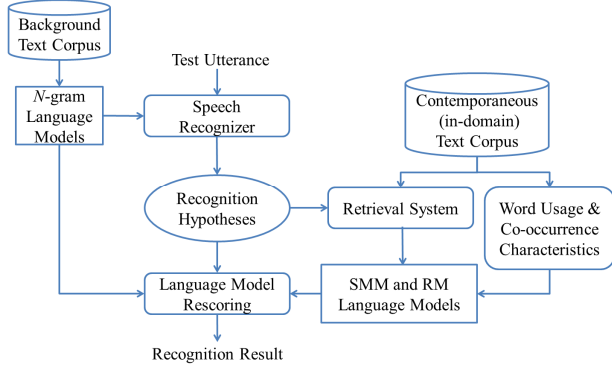 Background
Text Corpus
Test Utterance
N-gram
Language
Models
Speech
Recognizer
Contemporaneous
(in-domain)
Text Corpus
Recognition
Hypotheses
Retrieval System
Word Usage &
Co-occurrence
Characteristics
Language Model
Rescoring
SMM and RM
Language Models
Recognition Result